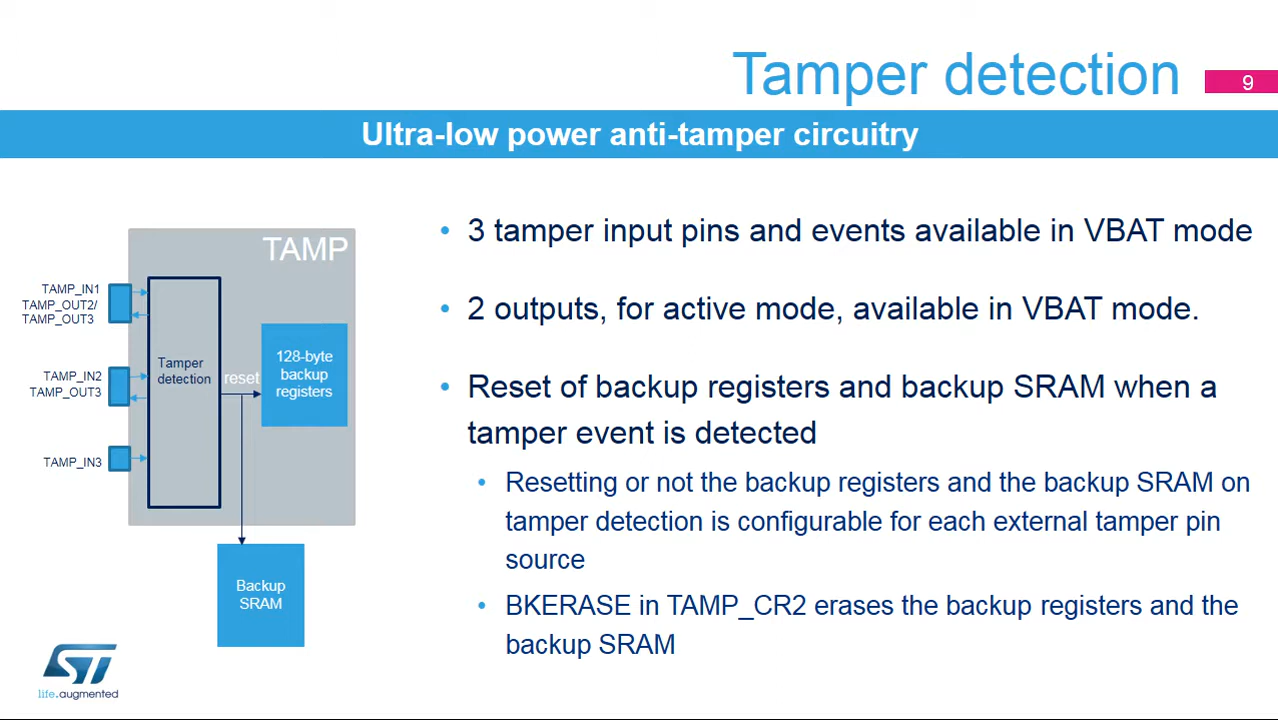 Tamper detection
9
Ultra-low power anti-tamper circuitry
• 3 tamper input pins and events available in VBAT mode
• 2 outputs, for active mode, available in VBAT mode.
• Reset of backup registers and backup SRAM when a
tamper event is detected
• Resetting or not the backup registers and the backup SRAM on
tamper detection is configurable for each external tamper pin
source
• BKERASE in TAMP_CR2 erases the backup registers and the
backup SRAM
TAMP
TAMP_IN1
TAMP_OUT2/
TAMP_OUT3
TAMP_IN2
TAMP_OUT3
TAMP_IN3
Tamper
detection
reset
128-byte
backup
registers
Backup
SRAM
ST
life.augmented